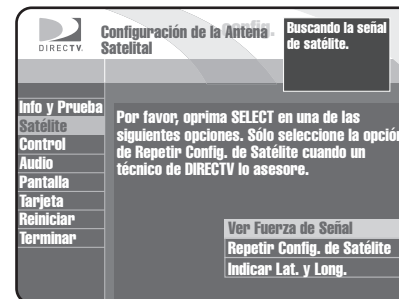 DIRECTV.
Configuración de la Antena
Satelital
config.
Buscando la señal
de satélite.
Info y Prueba
Satélite
Control
Audio
Pantalla
Tarjeta
Reiniciar
Terminar
Por favor, oprima SELECT en una de las
siguientes opciones. Sólo seleccione la opción
de Repetir Config. de Satélite cuando un
técnico de DIRECTV lo asesore.
Ver Fuerza de Señal
Repetir Config. de Satélite
Indicar Lat. y Long.